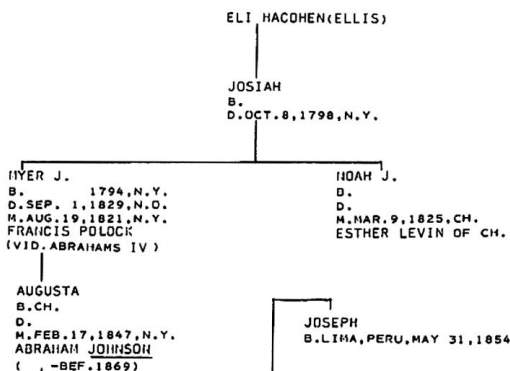 ELI HACOHEN(ELLIS)
JOSIAH
B.
D.OCT.8,1798,N.Y.
MYER J.
B. 1794,N.Y.
D.SEP. 1,1829,N.O.
M.AUG.19,1821,N.Y.
FRANCIS POLOCK
(VID.ABRAHAMS IV)
NOAH J.
B.
D.
M.MAR.9,1825,CH.
ESTHER LEVIN OF CH.
AUGUSTA
B.CH.
D.
M.FEB.17,1847,N.Y.
ABRAHAM JOHNSON
( ,-BEF.1869)
JOSEPH
B.LIMA,PERU,MAY 31,1854